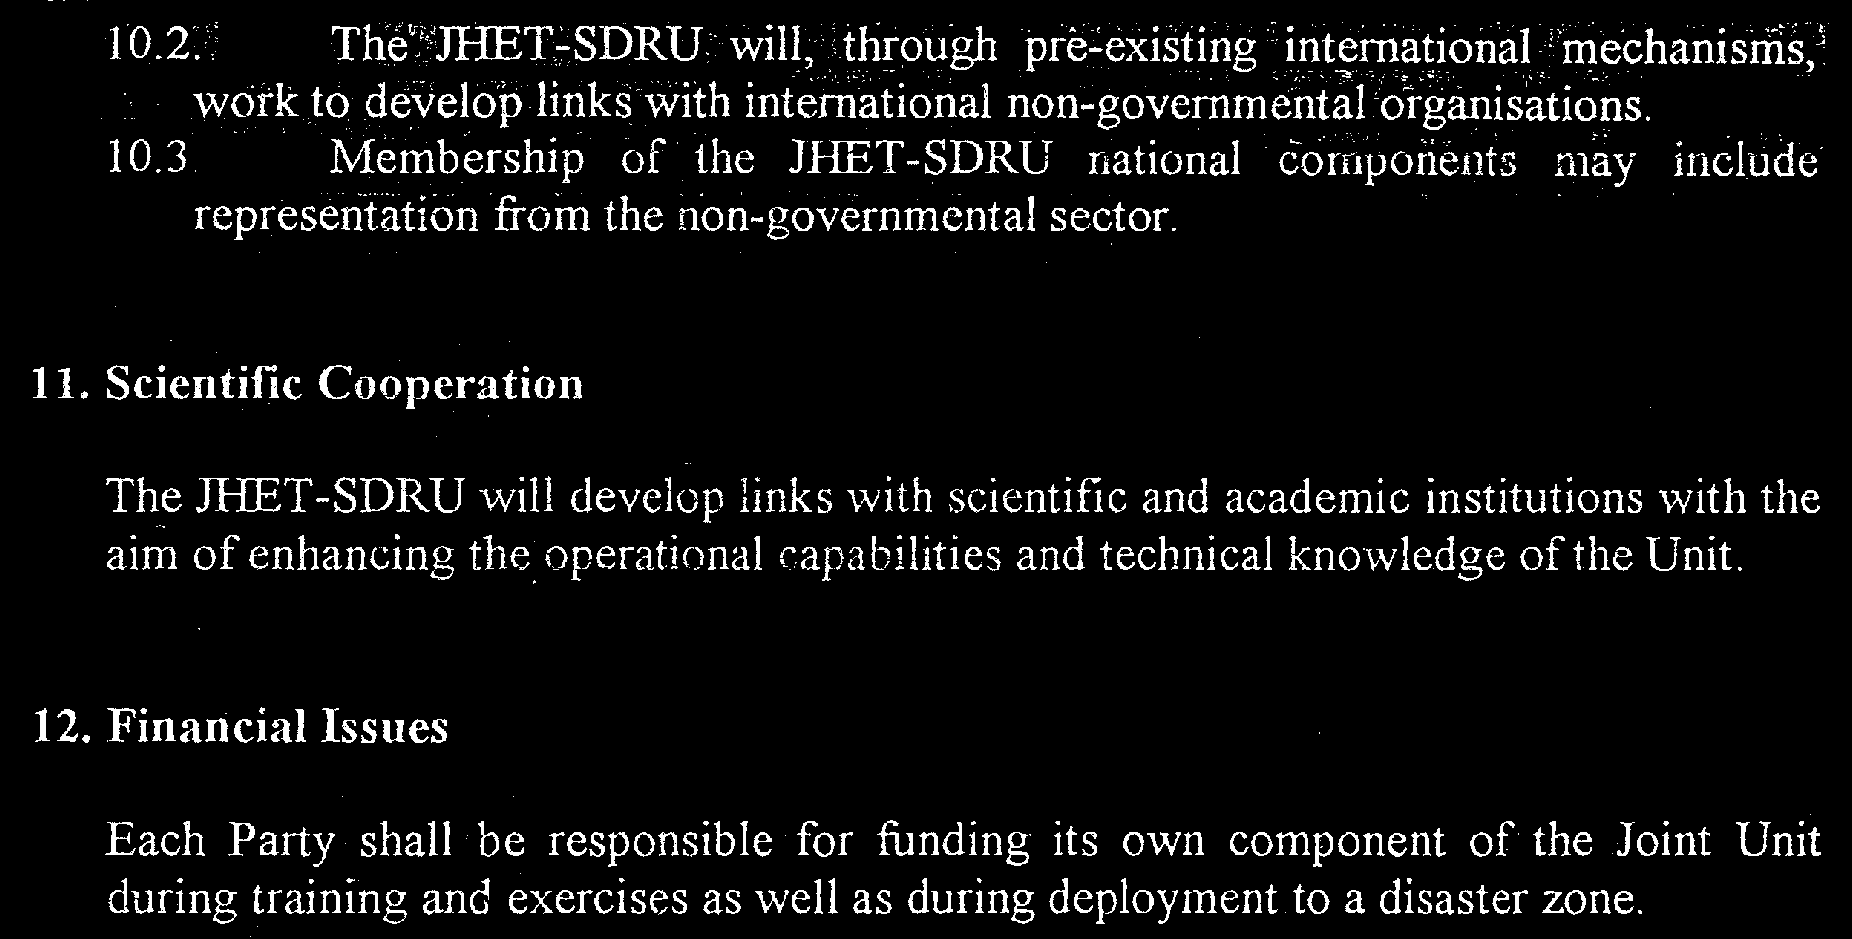 10.2. The JHET-SDRU will, through pre-existing international mechanisms,
work to develop links with international non-governmental organisations.
10.3 Membership of the JHET-SDRU national components may include
representation from the non-governmental sector.
11. Scientific Cooperation
The JHET-SDRU will develop links with scientific and academic institutions with the
aim of enhancing the operational capabilities and technical knowledge of the Unit.
12. Financial Issues
Each Party shall be responsible for funding its own component of the Joint Unit
during training and exercises as well as during deployment to a disaster zone.